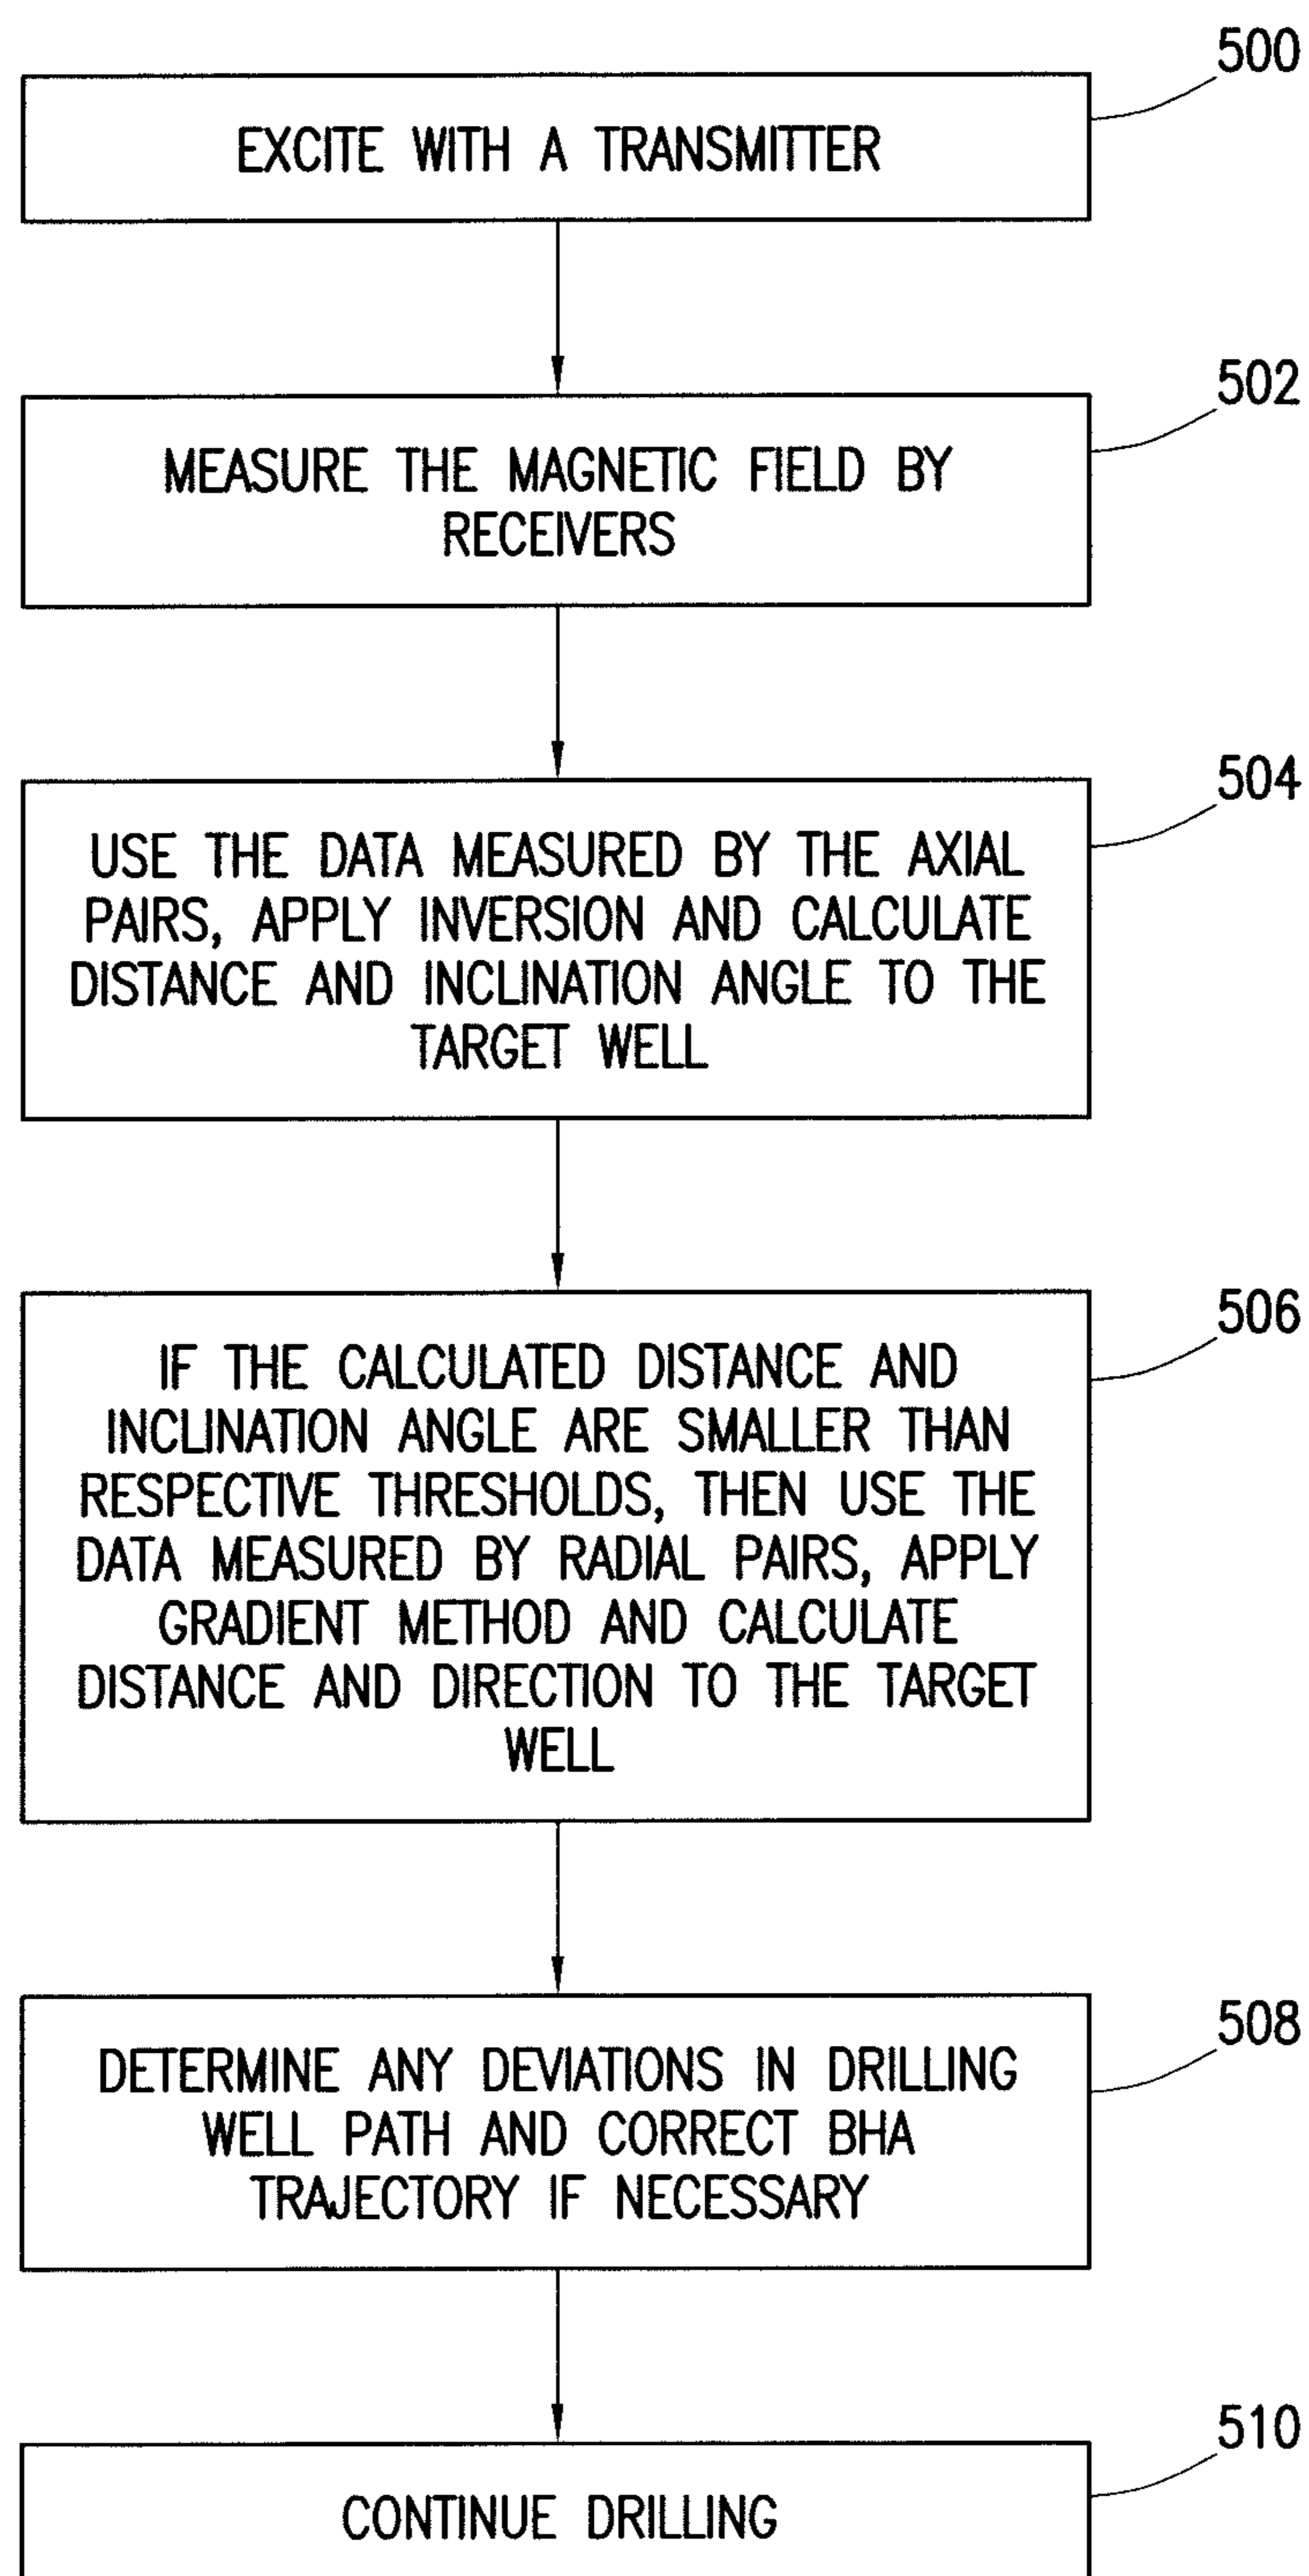 500
EXCITE WITH A TRANSMITTER
502
MEASURE THE MAGNETIC FIELD BY
RECEIVERS
504
USE THE DATA MEASURED BY THE AXIAL
PAIRS, APPLY INVERSION AND CALCULATE
DISTANCE AND INCLINATION ANGLE TO THE
TARGET WELL
506
IF THE CALCULATED DISTANCE AND
INCLINATION ANGLE ARE SMALLER THAN
RESPECTIVE THRESHOLDS, THEN USE THE
DATA MEASURED BY RADIAL PAIRS, APPLY
GRADIENT METHOD AND CALCULATE
DISTANCE AND DIRECTION TO THE TARGET
WELL
508
DETERMINE ANY DEVIATIONS IN DRILLING
WELL PATH AND CORRECT BHA
TRAJECTORY IF NECESSARY
510
CONTINUE DRILLING